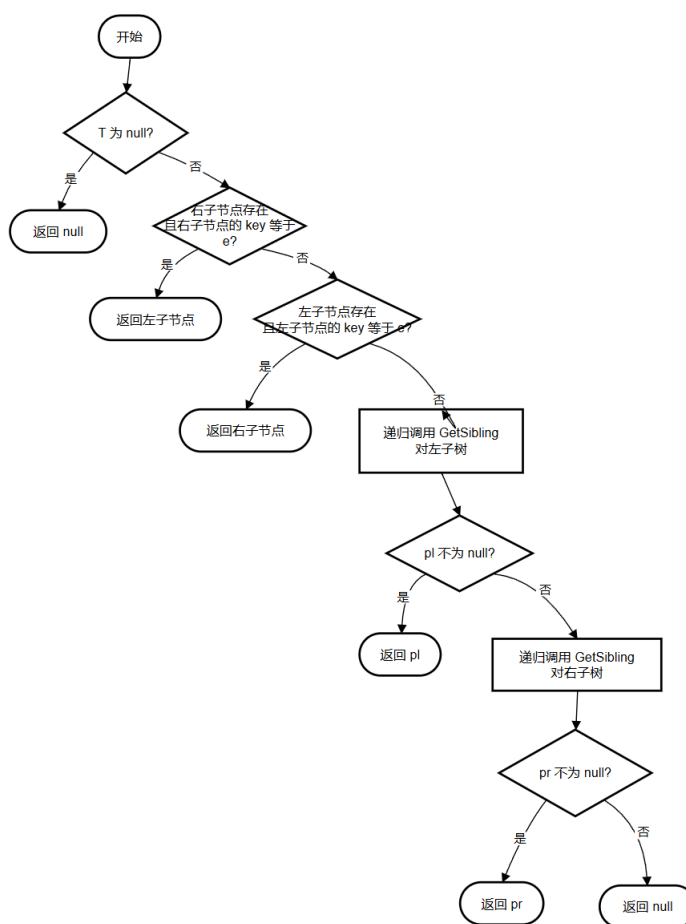 开始
T 为 null?
是
否
返回 null
右子节点存在
且右子节点的 key 等于
e?
是
否
返回左子节点
左子节点存在
且左子节点的 key 等于 e?
是
否
返回右子节点
递归调用 GetSibling
对左子树
pl 不为 null?
是
否
返回 pl
递归调用 GetSibling
对右子树
pr 不为 null?
是
否
返回 pr
返回 null